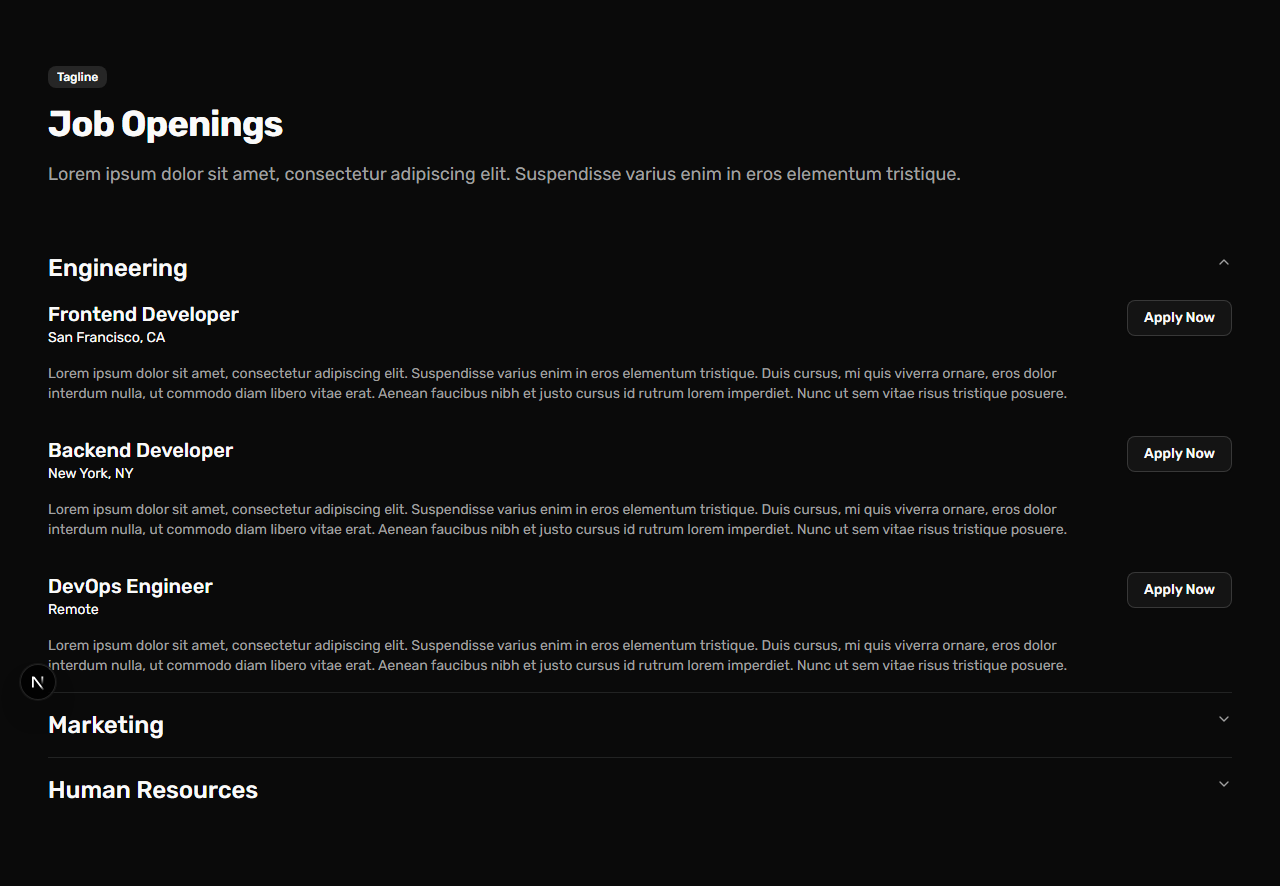 Tagline
Job Openings
Lorem ipsum dolor sit amet, consectetur adipiscing elit. Suspendisse varius enim in eros elementum tristique.
Engineering
Frontend Developer
Apply Now
San Francisco, CA
Lorem ipsum dolor sit amet, consectetur adipiscing elit. Suspendisse varius enim in eros elementum tristique. Duis cursus, mi quis viverra ornare, eros dolor
interdum nulla, ut commodo diam libero vitae erat. Aenean faucibus nibh et justo cursus id rutrum lorem imperdiet. Nunc ut sem vitae risus tristique posuere.
Backend Developer
Apply Now
New York, NY
Lorem ipsum dolor sit amet, consectetur adipiscing elit. Suspendisse varius enim in eros elementum tristique. Duis cursus, mi quis viverra ornare, eros dolor
interdum nulla, ut commodo diam libero vitae erat. Aenean faucibus nibh et justo cursus id rutrum lorem imperdiet. Nunc ut sem vitae risus tristique posuere.
DevOps Engineer
Apply Now
Remote
Lorem ipsum dolor sit amet, consectetur adipiscing elit. Suspendisse varius enim in eros elementum tristique. Duis cursus, mi quis viverra ornare, eros dolor
interdum nulla, ut commodo diam libero vitae erat. Aenean faucibus nibh et justo cursus id rutrum lorem imperdiet. Nunc ut sem vitae risus tristique posuere.
N
Marketing
Human Resources